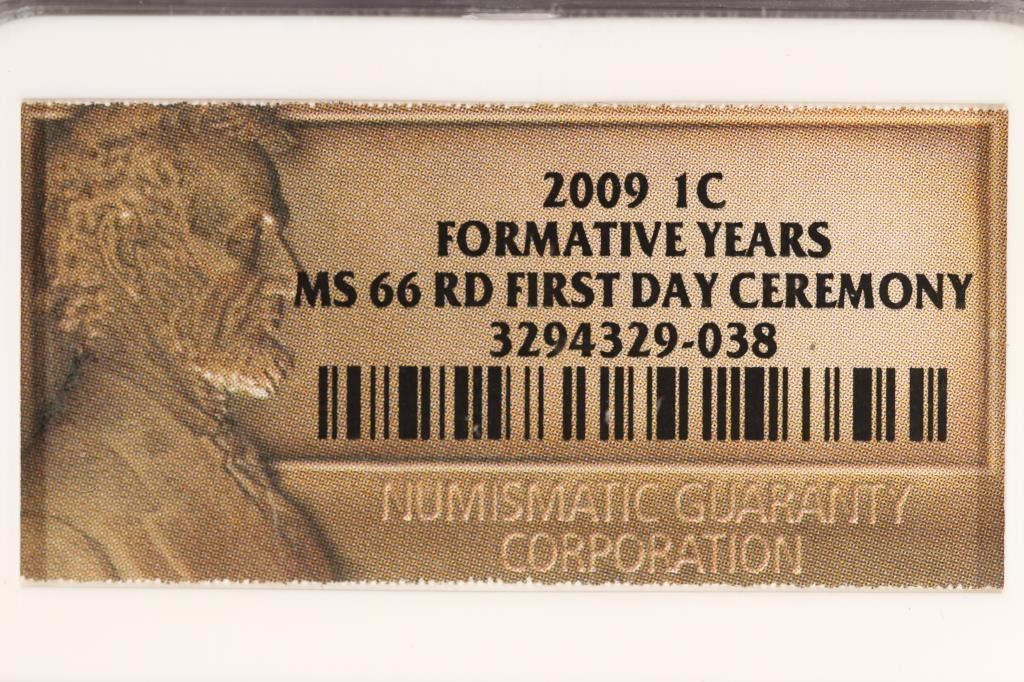 2009 1C
FORMATIVE YEARS
MS 66 RD FIRST DAY CEREMONY
3294329-038
NUMISMATIC GUARANTY
CORPORATION